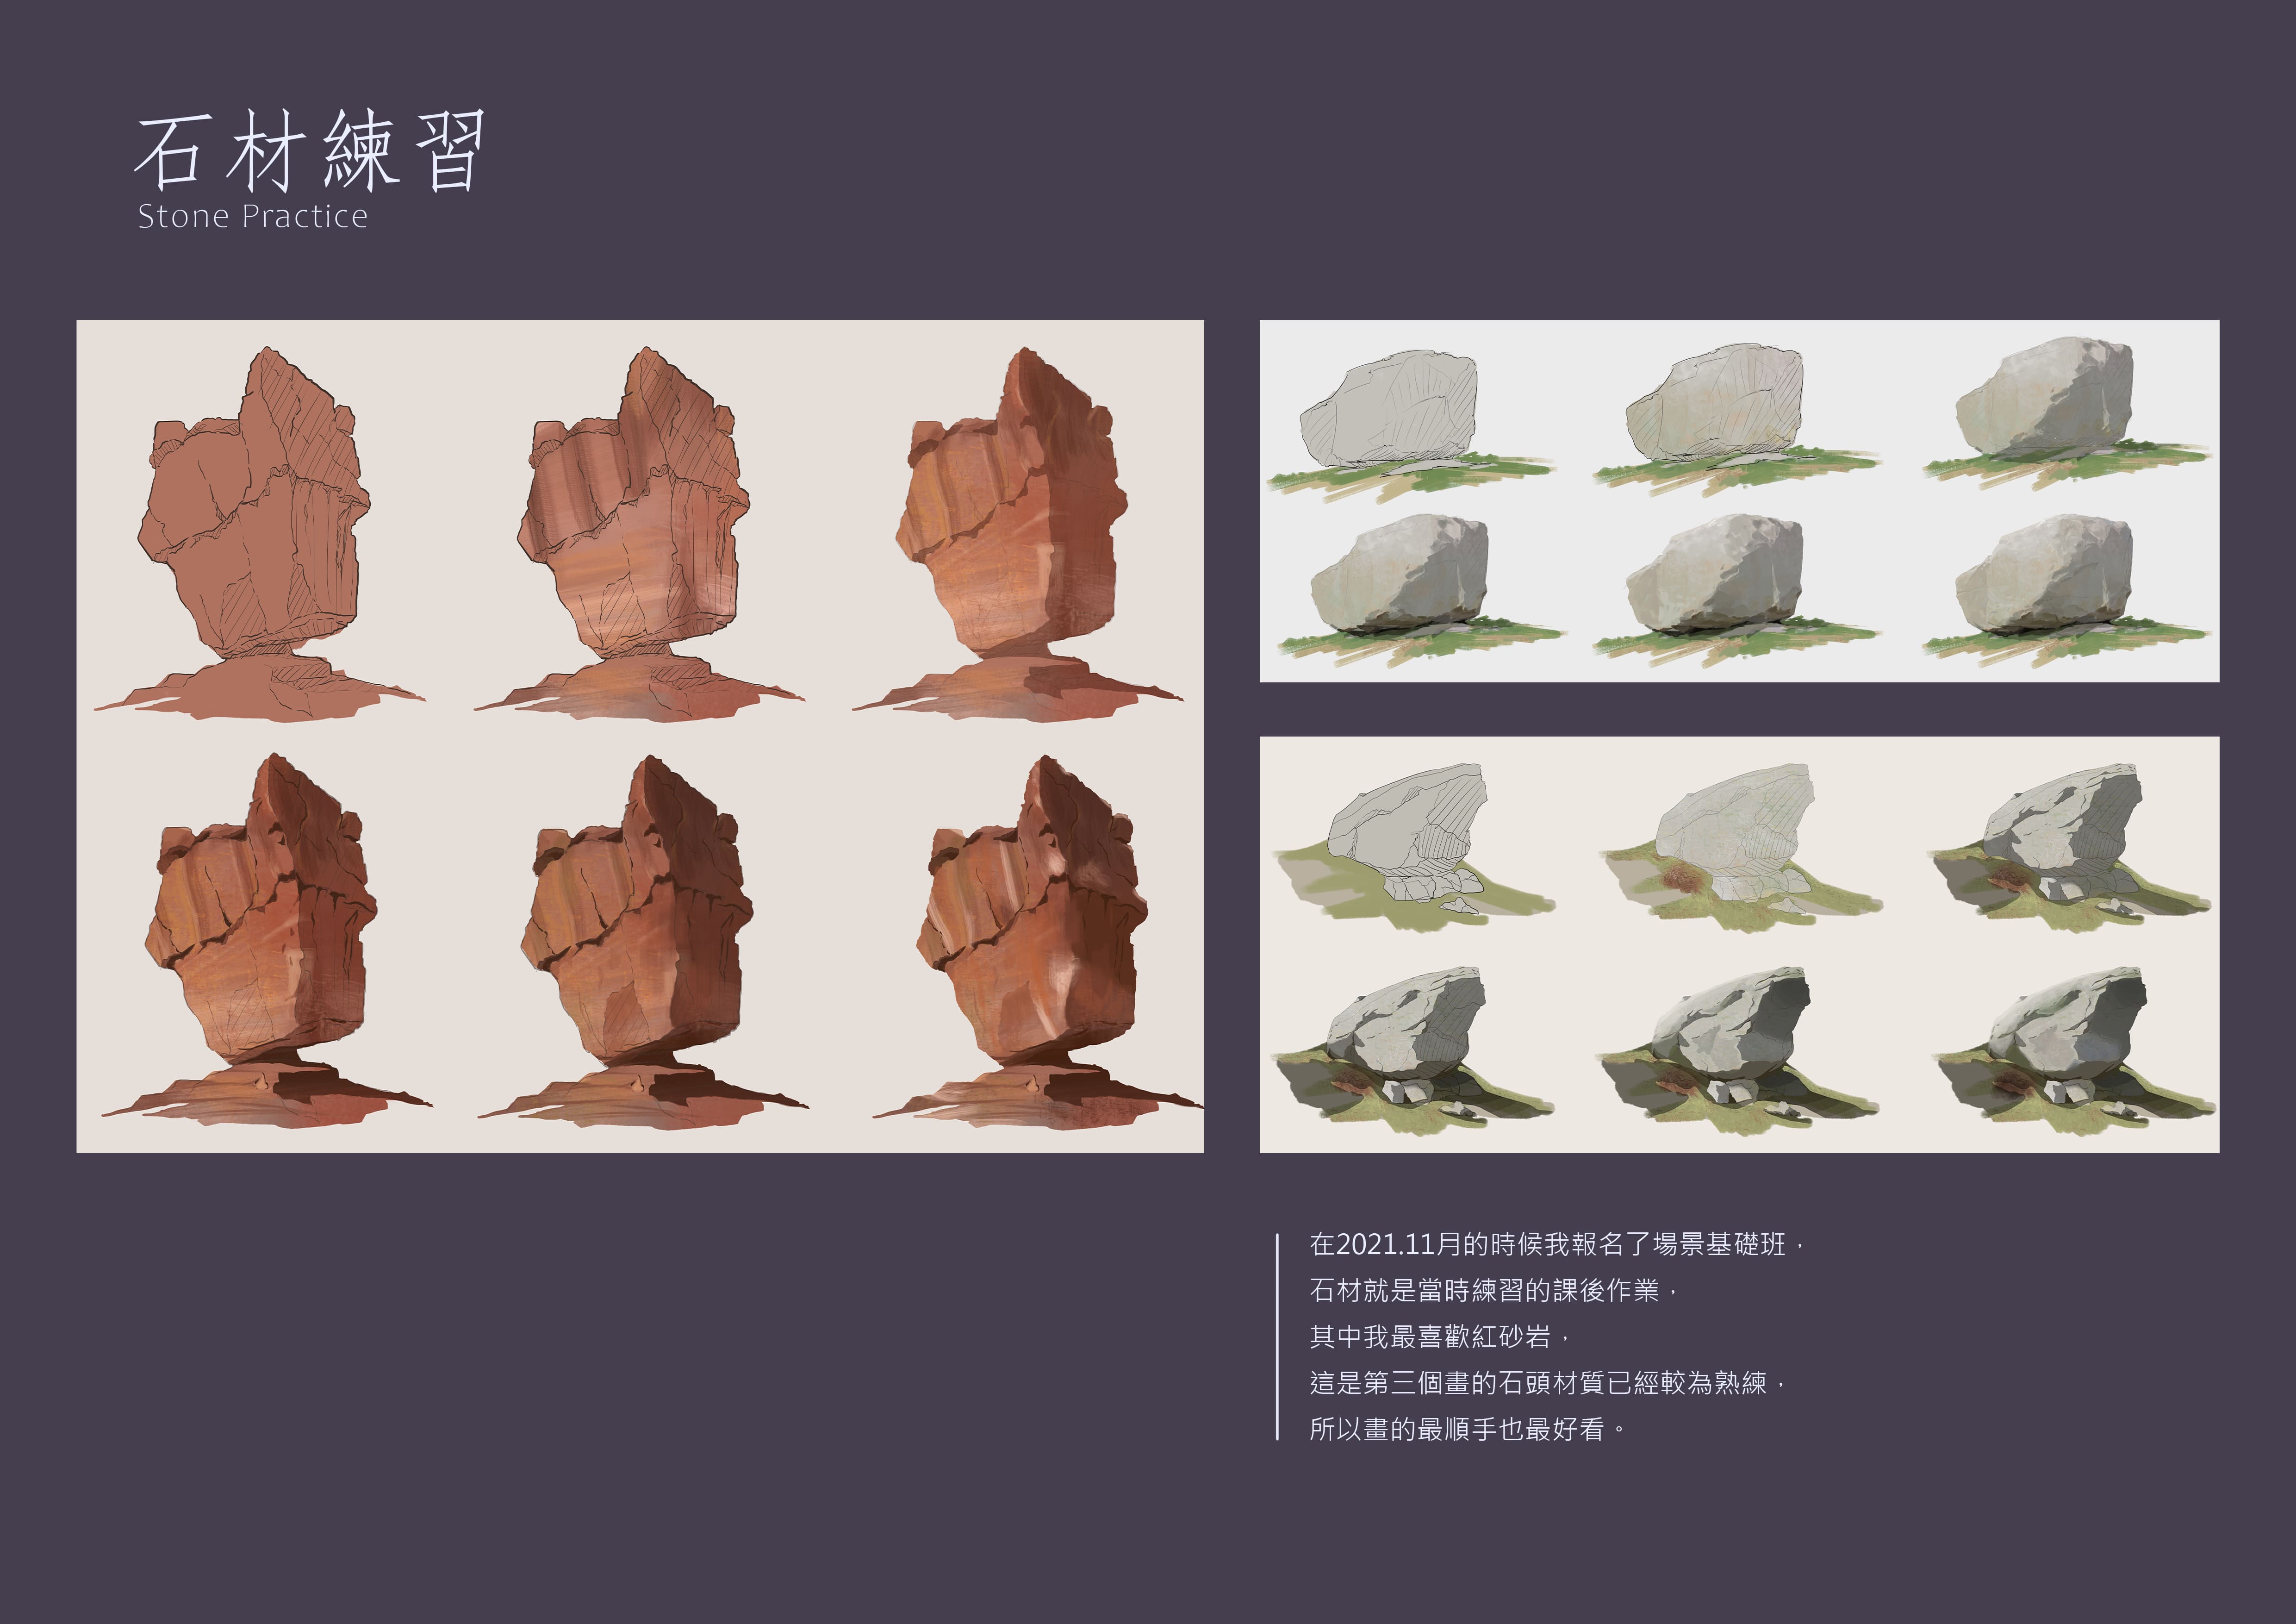 石材練習
Stone Practice
在2021.11月的時候我報名了場景基礎班，
石材就是當時練習的課後作業，
其中我最喜歡紅砂岩，
這是第三個畫的石頭材質已經較為熟練，
所以畫的最順手也最好看。